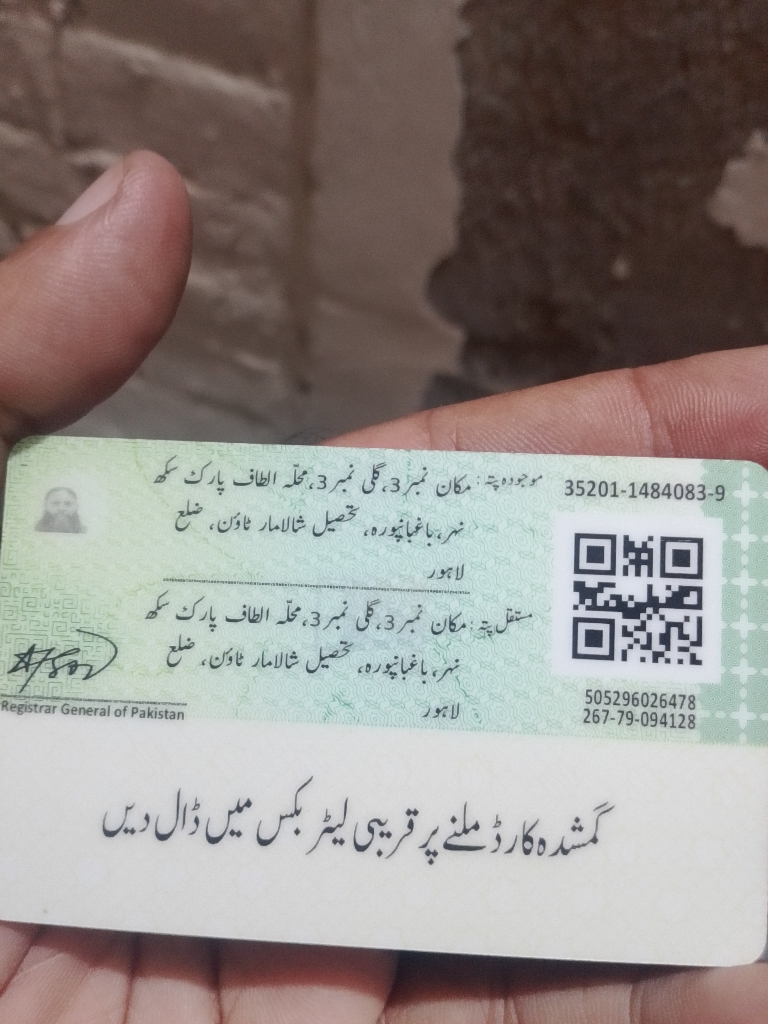 35201-1484083-9
موجودہ پتہ: مکان نمبر 3، گلی نمبر 3، محلہ الطاف پارک سکھ
نہر، باغبانپورہ، تحصیل شالامار ٹاؤن، ضلع
لاہور
مستقل پتہ: مکان نمبر 3، گلی نمبر 3، محلہ الطاف پارک سکھ
نہر، باغبانپورہ، تحصیل شالامار ٹاؤن، ضلع
لاہور
505296026478
267-79-094128
Registrar General of Pakistan
گمشدہ کارڈ ملنے پر قریبی لیٹر بکس میں ڈال دیں